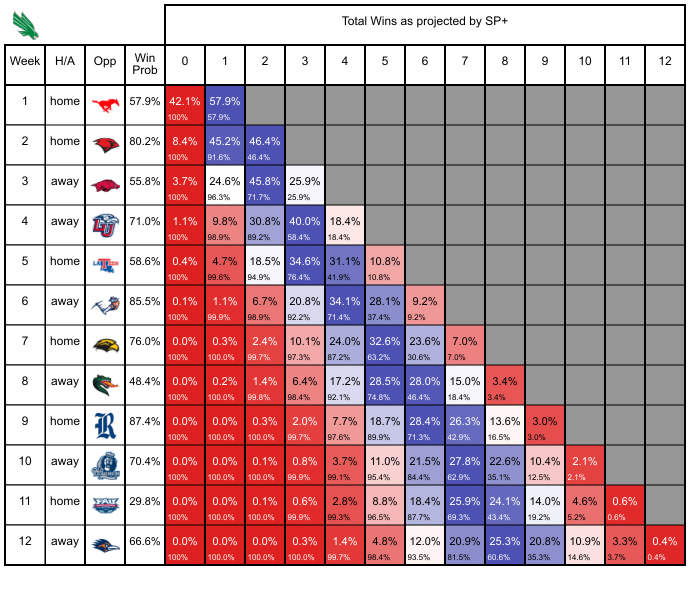 Total Wins as projected by SP+
Week H/A Opp Win Prob 0 1 2 3 4 5 6 7 8 9 10 11 12
1 home 57.9% 42.1% 57.9%
100% 57.9%
2 home 80.2% 8.4% 45.2% 46.4%
100% 91.6% 46.4%
3 away 55.8% 3.7% 24.6% 45.8% 25.9%
100% 96.3% 71.7% 25.9%
4 away 71.0% 1.1% 9.8% 30.8% 40.0% 18.4%
100% 98.9% 89.2% 58.4% 18.4%
5 home LA TECH 58.6% 0.4% 4.7% 18.5% 34.6% 31.1% 10.8%
100% 99.6% 94.9% 76.4% 41.9% 10.8%
6 away 85.5% 0.1% 1.1% 6.7% 20.8% 34.1% 28.1% 9.2%
100% 99.9% 98.9% 92.2% 71.4% 37.4% 9.2%
7 home 76.0% 0.0% 0.3% 2.4% 10.1% 24.0% 32.6% 23.6% 7.0%
100% 100.0% 99.7% 97.3% 87.2% 63.2% 30.6% 7.0%
8 away 48.4% 0.0% 0.2% 1.4% 6.4% 17.2% 28.5% 28.0% 15.0% 3.4%
100% 100.0% 99.8% 98.4% 92.1% 74.8% 46.4% 18.4% 3.4%
9 home R 87.4% 0.0% 0.0% 0.3% 2.0% 7.7% 18.7% 28.4% 26.3% 13.6% 3.0%
100% 100.0% 100.0% 99.7% 97.6% 89.9% 71.3% 42.9% 16.5% 3.0%
10 away 70.4% 0.0% 0.0% 0.1% 0.8% 3.7% 11.0% 21.5% 27.8% 22.6% 10.4% 2.1%
100% 100.0% 100.0% 99.9% 99.1% 95.4% 84.4% 62.9% 35.1% 12.5% 2.1%
11 home FAU 29.8% 0.0% 0.0% 0.1% 0.6% 2.8% 8.8% 18.4% 25.9% 24.1% 14.0% 4.6% 0.6%
100% 100.0% 100.0% 99.9% 99.3% 96.5% 87.7% 69.3% 43.4% 19.2% 5.2% 0.6%
12 away 66.6% 0.0% 0.0% 0.0% 0.3% 1.4% 4.8% 12.0% 20.9% 25.3% 20.8% 10.9% 3.3% 0.4%
100% 100.0% 100.0% 100.0% 99.7% 98.4% 93.5% 81.5% 60.6% 35.3% 14.6% 3.7% 0.4%